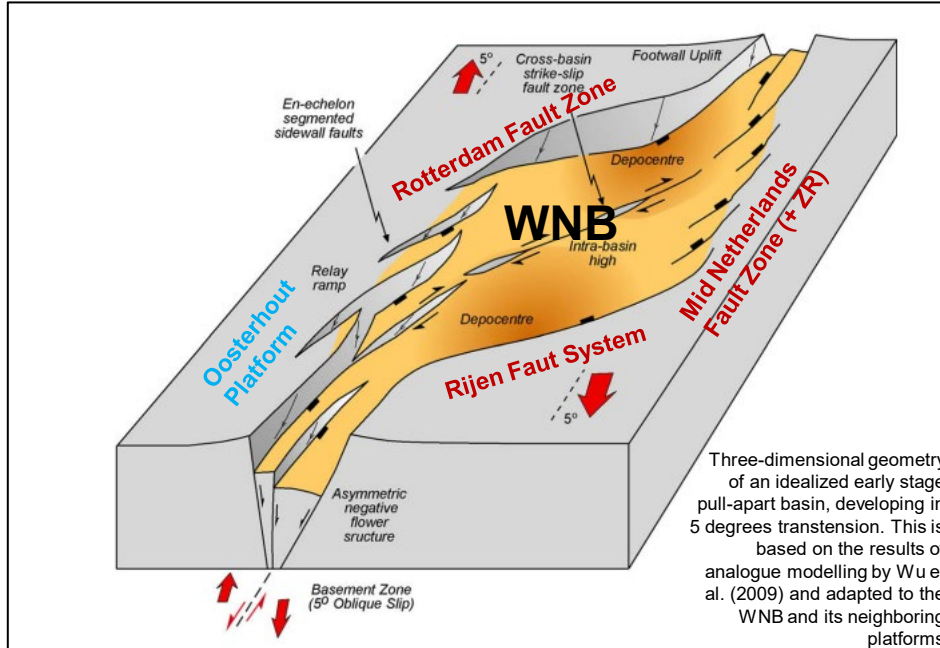 5°
Footwall Uplift
Cross-basin
strike-slip
fault zone
En-echelon
segmented
sidewall faults
Rotterdam Fault Zone
Depocentre
WNB
Intra-basin
high
Mid Netherlands
Fault Zone (+ ZR)
Relay
ramp
Oosterhout
Platform
Depocentre
Rijen Faut System
5°
Asymmetric
negative
flower
sructure
Basement Zone
(5⁰ Oblique Slip)
Three-dimensional geometry
of an idealized early stage
pull-apart basin, developing in
5 degrees transtension. This is
based on the results of
analogue modelling by Wu e
al. (2009) and adapted to the
WNB and its neighboring
platforms